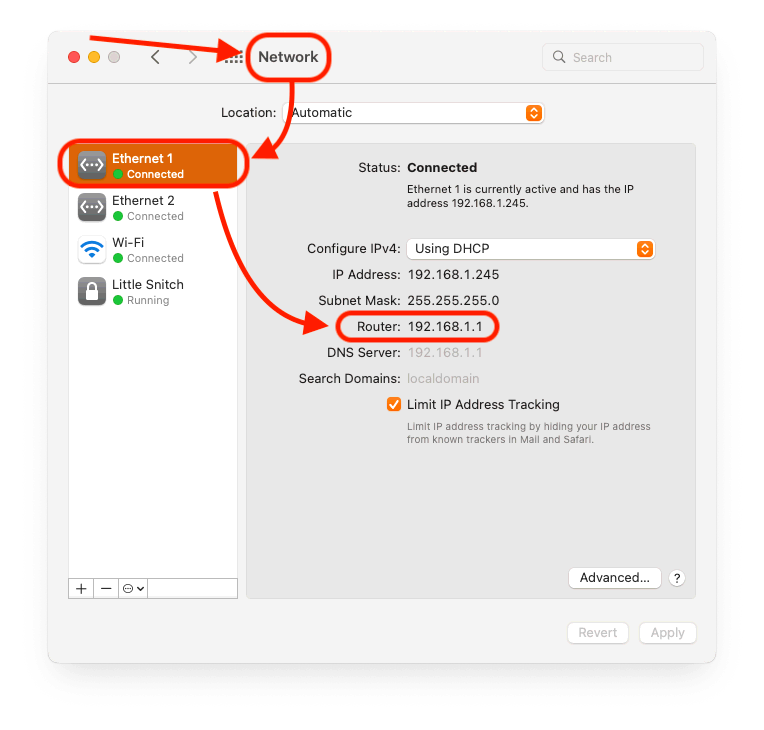 Network
Search
Location: Automatic
Ethernet 1
Connected
Ethernet 2
Connected
Wi-Fi
Connected
Little Snitch
Running
Status: Connected
Ethernet 1 is currently active and has the IP
address 192.168.1.245.
Configure IPv4: Using DHCP
IP Address: 192.168.1.245
Subnet Mask: 255.255.255.0
Router: 192.168.1.1
DNS Server: 192.168.1.1
Search Domains: localdomain
Limit IP Address Tracking
Limit IP address tracking by hiding your IP address
from known trackers in Mail and Safari.
Advanced... ?
Revert Apply